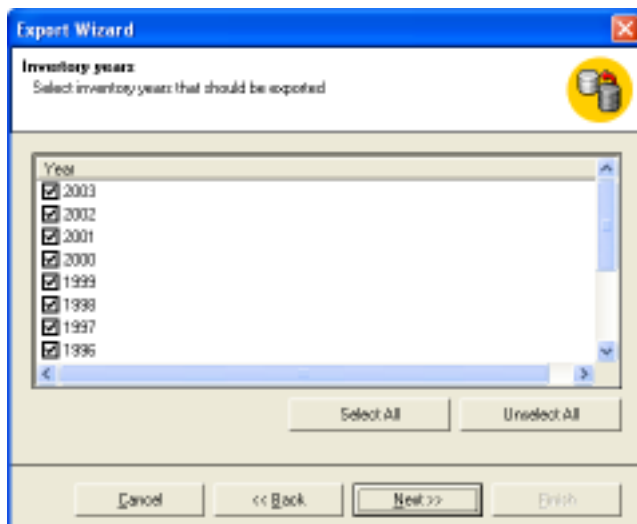 Export Wizard
Inventory years
Select inventory years that should be exported
Year
2003
2002
2001
2000
1999
1998
1997
1996
Select All
Unselect All
Cancel
<< Back
Next >>
Finish